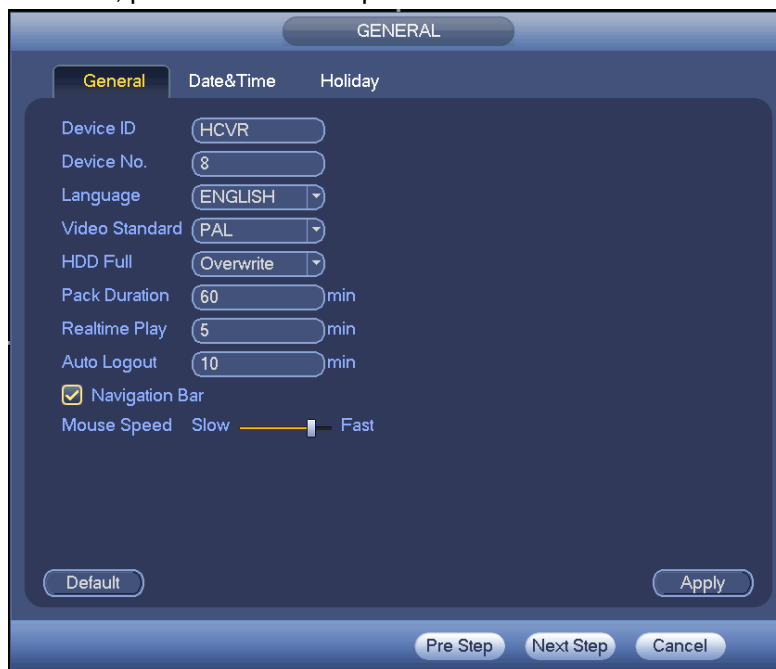 GENERAL
General Date&Time Holiday
Device ID HCVR
Device No. 8
Language ENGLISH
Video Standard PAL
HDD Full Overwrite
Pack Duration 60 min
Realtime Play 5 min
Auto Logout 10 min
Navigation Bar
Mouse Speed Slow Fast
Default Apply
Pre Step Next Step Cancel